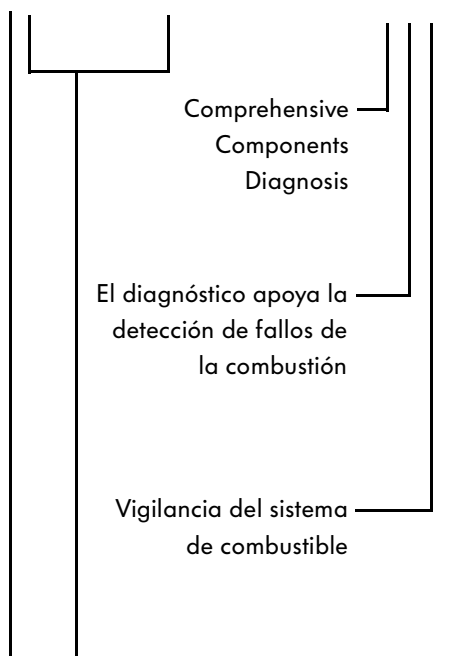 Comprehensive
Components
Diagnosis
El diagnóstico apoya la
detección de fallos de
la combustión
Vigilancia del sistema
de combustible